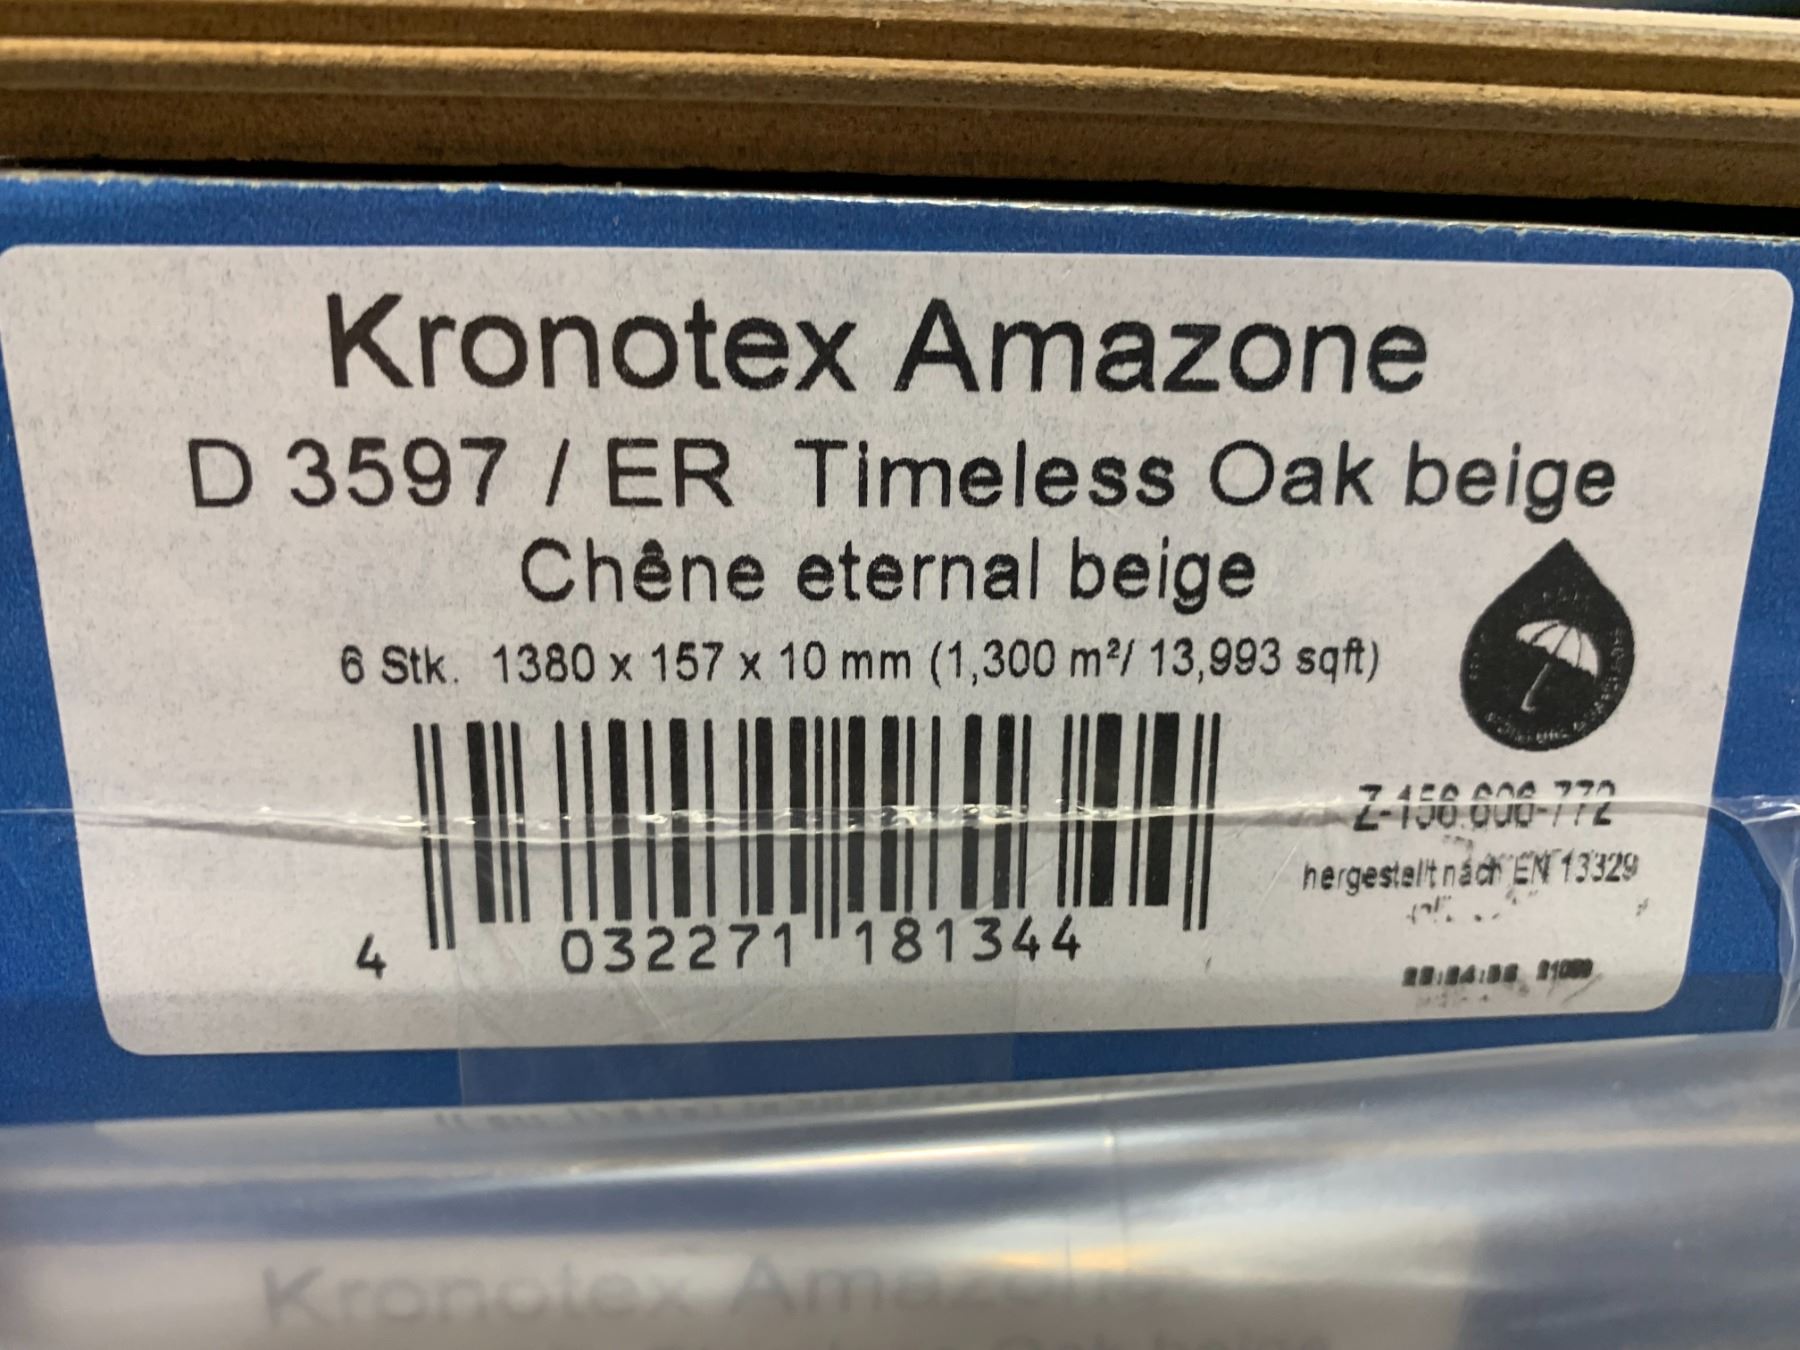 Kronotex Amazone
D 3597 / ER Timeless Oak beige
Chêne eternal beige
6 Stk. 1380 x 157 x 10 mm (1,300 m²/ 13,993 sqft)
4 032271 181344
Z-156.606-772
hergestellt nach EN 13329
Kronotex Amazone